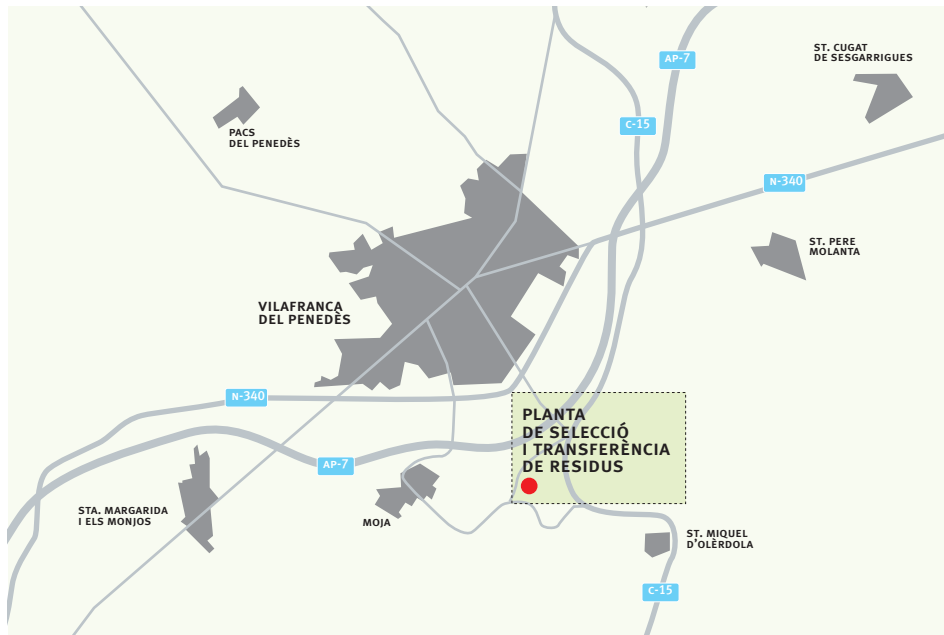 ST. CUGAT
DE SESGARRIGUES
AP-7
C-15
PACS
DEL PENEDÈS
N-340
ST. PERE
MOLANTA
VILAFRANCA
DEL PENEDÈS
N-340
PLANTA
DE SELECCIÓ
I TRANSFERÈNCIA
DE RESIDUS
AP-7
STA. MARGARIDA
I ELS MONJOS
MOJA
ST. MIQUEL
D'OLÈRDOLA
C-15